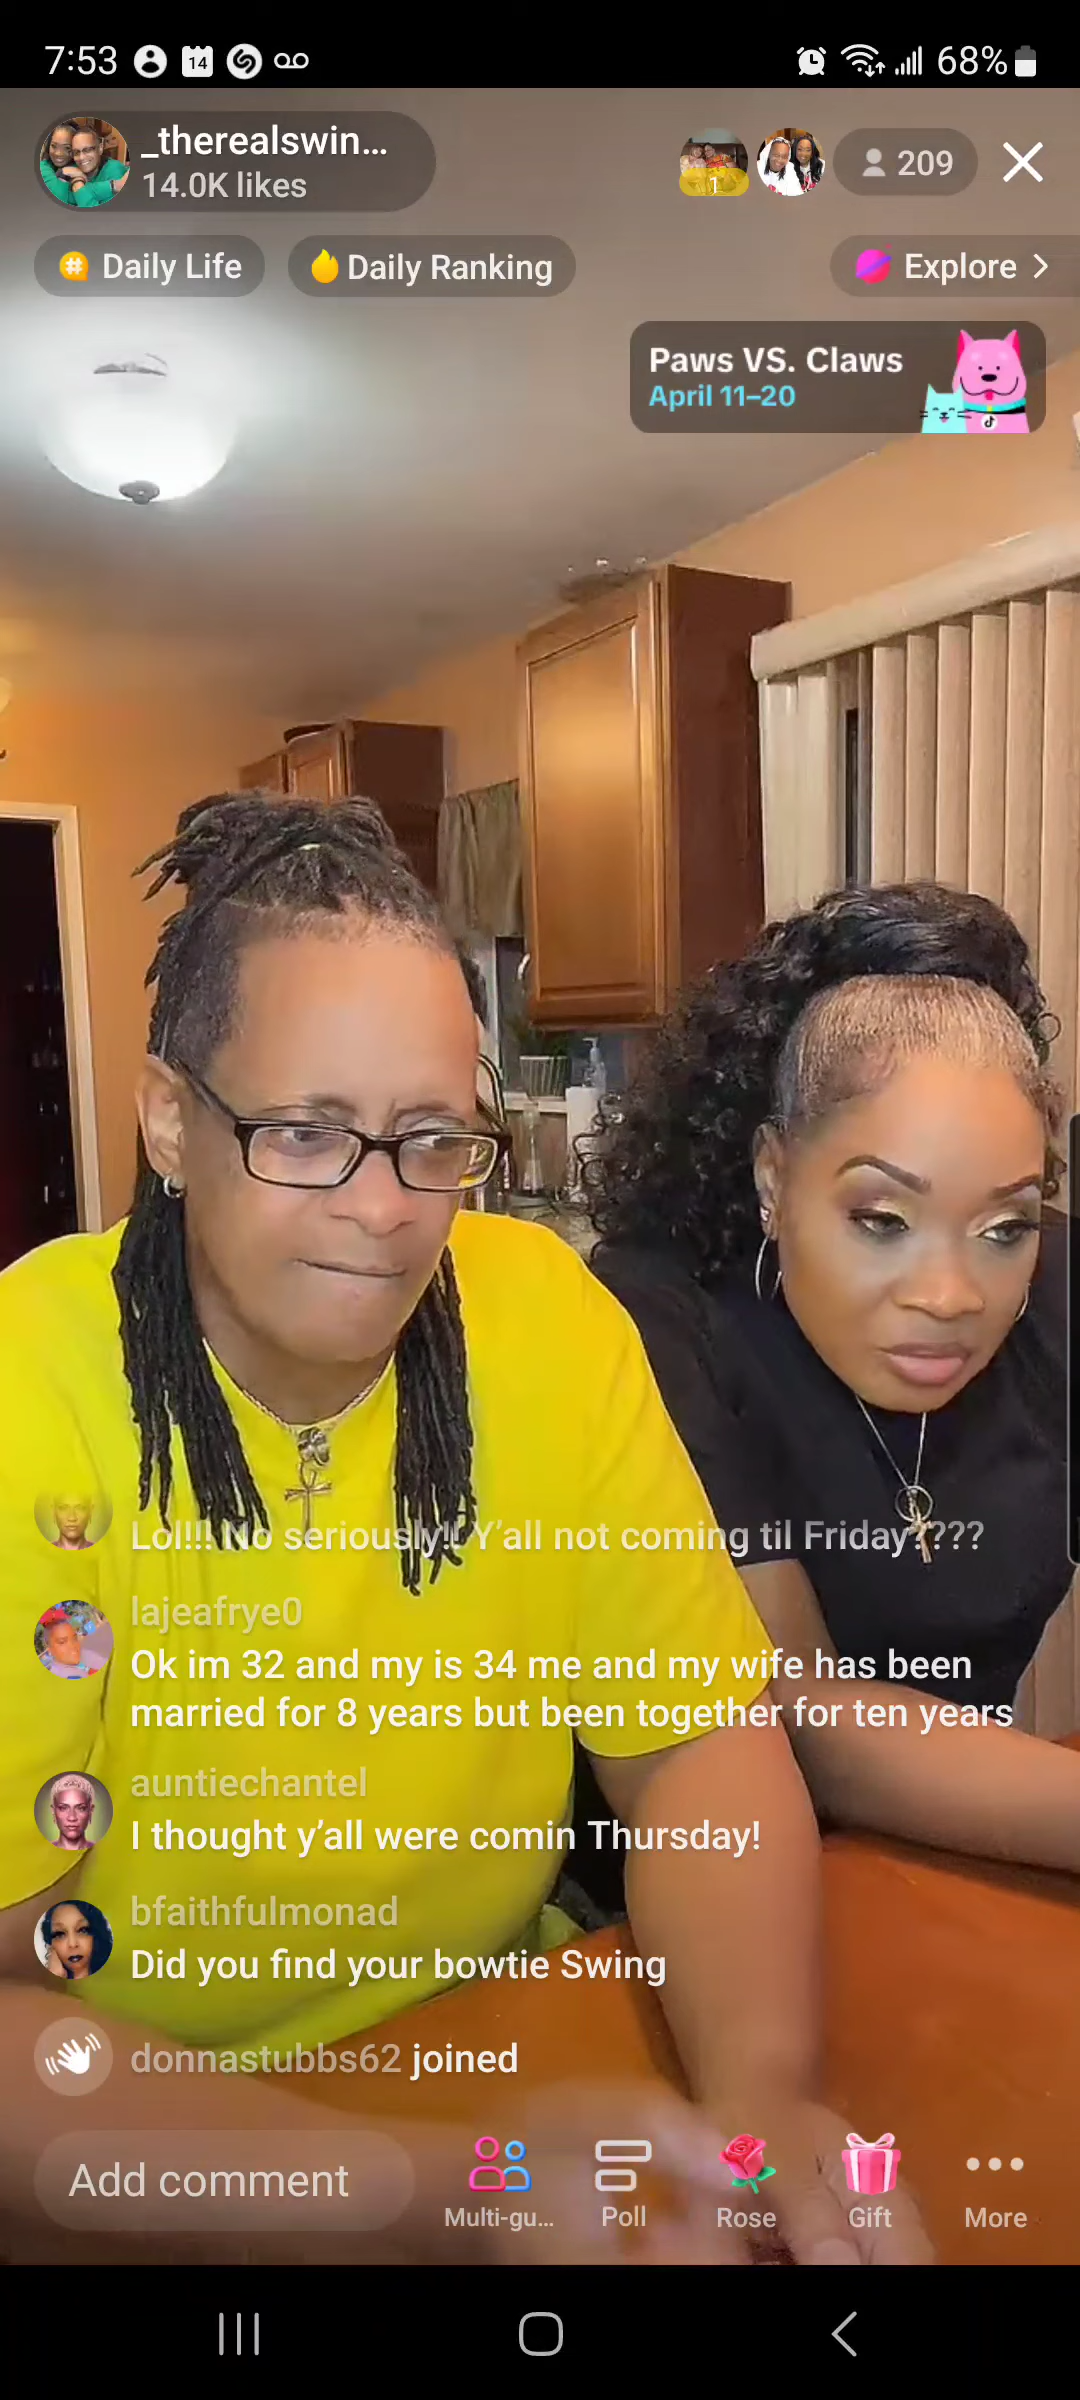 7:53
14
68%
_therealswin...
14.0K likes
1
209
Daily Life
Daily Ranking
Explore >
Paws VS. Claws
April 11–20
Lol!!! No seriously!! Y'all not coming til Friday????
lajeafrye0
Ok im 32 and my is 34 me and my wife has been
married for 8 years but been together for ten years
auntiechantel
I thought y'all were comin Thursday!
bfaithfulmonad
Did you find your bowtie Swing
donnastubbs62 joined
Add comment
Multi-gu...
Poll
Rose
Gift
More